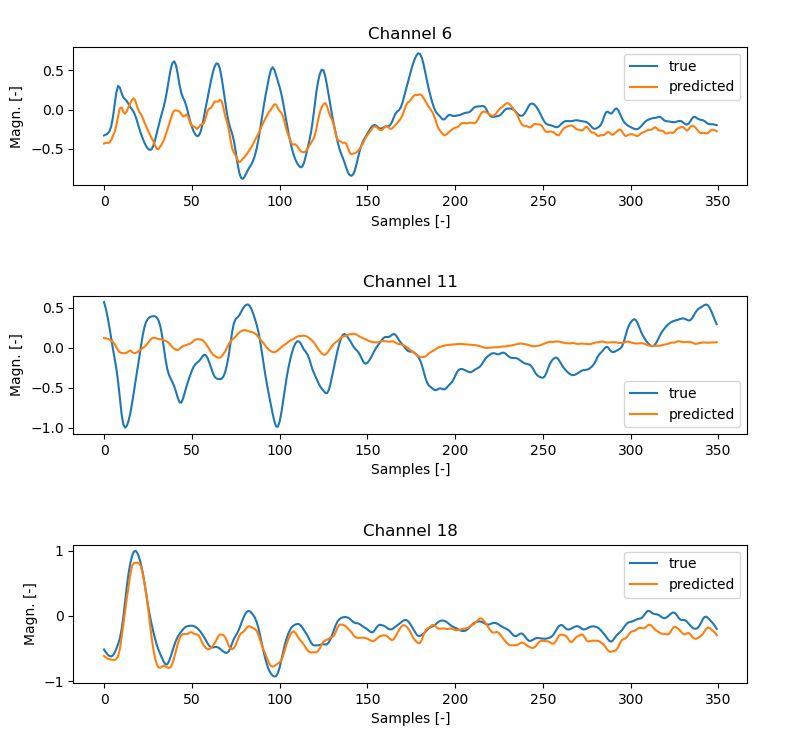 Channel 6
Magn. [-]
0.5
0.0
−0.5
true
predicted
0 50 100 150 200 250 300 350
Samples [-]
Channel 11
Magn. [-]
0.5
0.0
−0.5
−1.0
true
predicted
0 50 100 150 200 250 300 350
Samples [-]
Channel 18
Magn. [-]
1
0
−1
true
predicted
0 50 100 150 200 250 300 350
Samples [-]